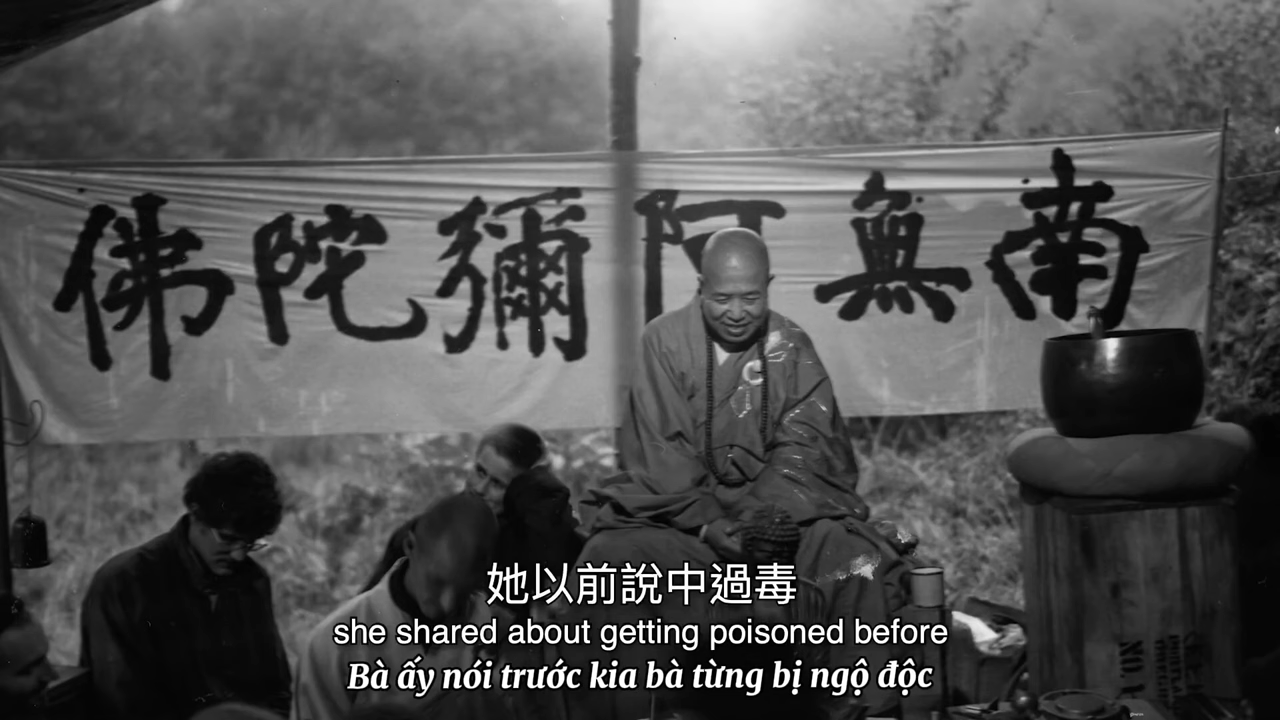 南無阿彌陀佛
她以前說中過毒
she shared about getting poisoned before
Bà ấy nói trước kia bà từng bị ngộ độc
NO.